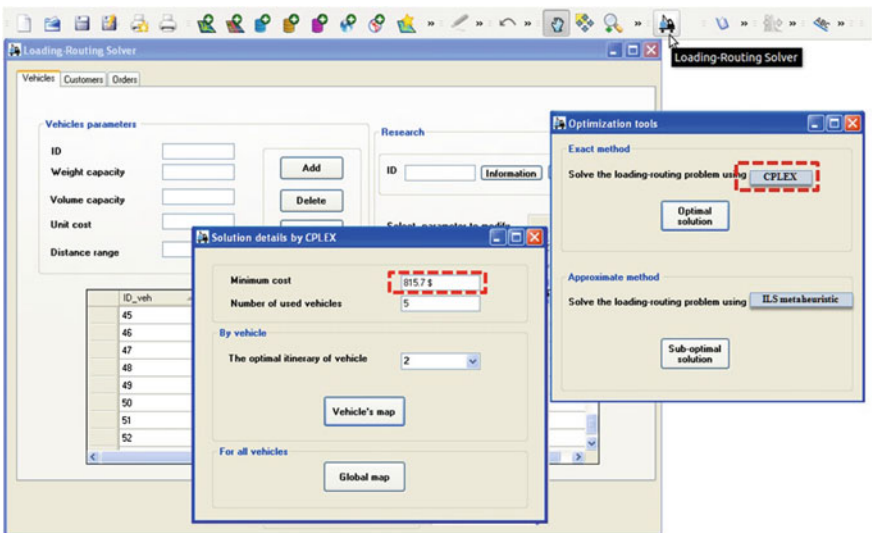 Loading-Routing Solver
Loading-Routing Solver
Vehicles Customers Orders
Vehicles parameters
ID
Weight capacity
Volume capacity
Unit cost
Distance range
Add
Delete
Research
ID
Information
ID_veh
45
46
47
48
49
50
51
52
Solution details by CPLEX
Minimum cost 815.7 $
Number of used vehicles 5
By vehicle
The optimal itinerary of vehicle 2
Vehicle's map
For all vehicles
Global map
Optimization tools
Exact method
Solve the loading-routing problem using CPLEX
Optimal
solution
Approximate method
Solve the loading-routing problem using ILS metaheuristic
Sub-optimal
solution